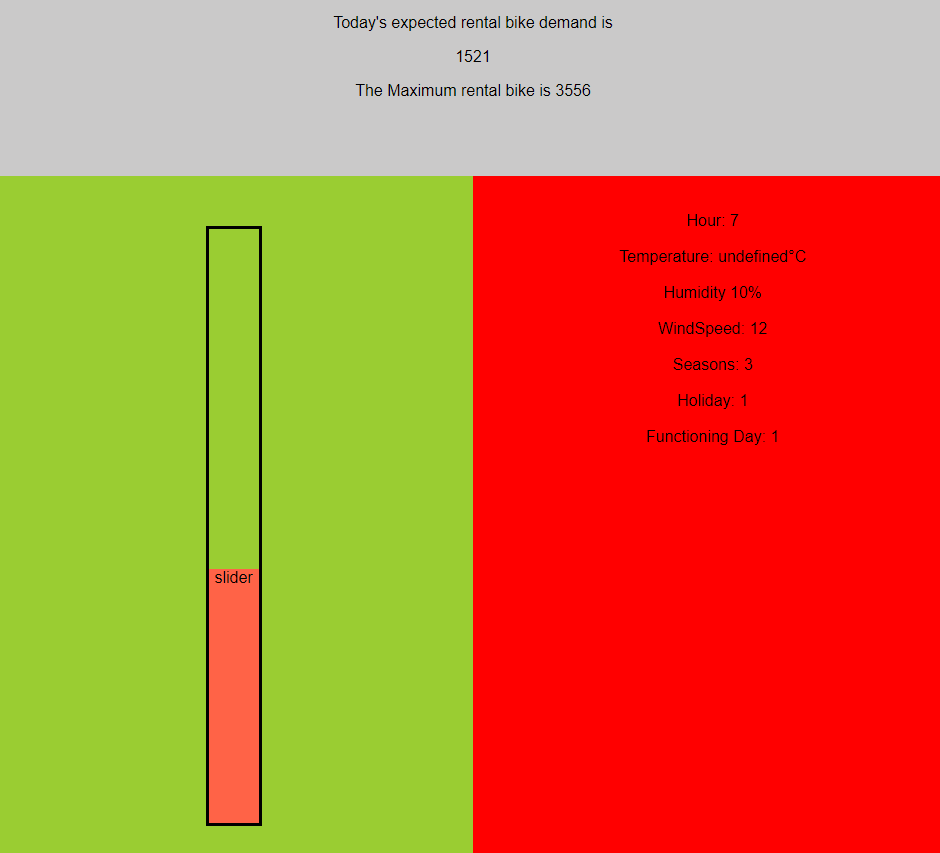 Today's expected rental bike demand is
1521
The Maximum rental bike is 3556
slider
Hour: 7
Temperature: undefined°C
Humidity 10%
WindSpeed: 12
Seasons: 3
Holiday: 1
Functioning Day: 1